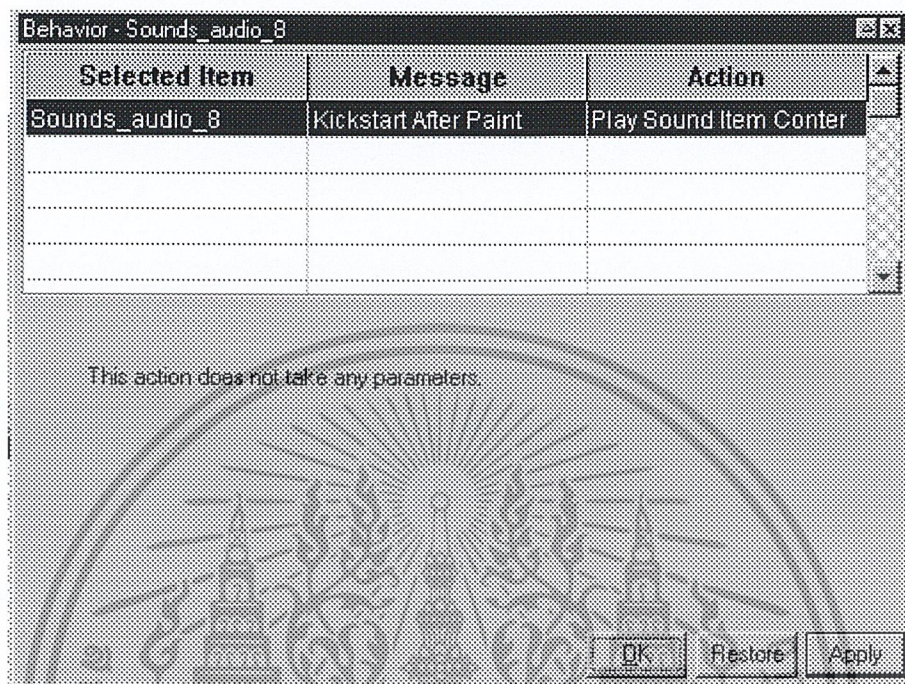 Behavior - Sounds_audio_8
Selected Item Message Action
Sounds_audio_8 Kickstart After Paint Play Sound Item Conter
This action does not take any parameters.
OK Restore Apply